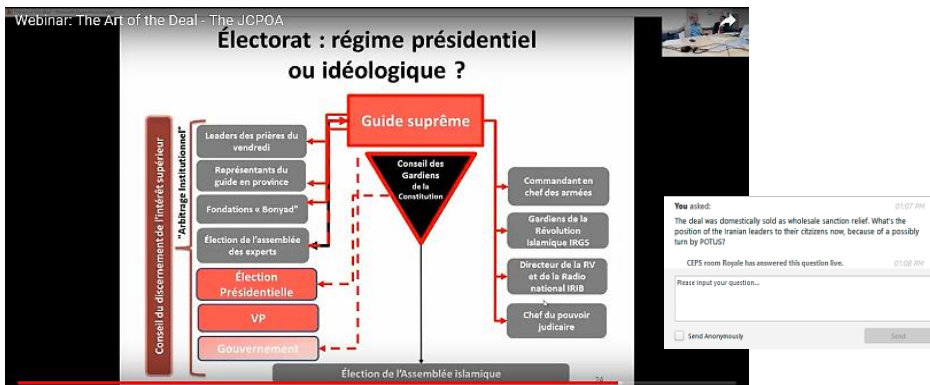 Webinar: The Art of the Deal - The JCPOA
Électorat : régime présidentiel
ou idéologique ?
Conseil du discernement de l'intérêt supérieur
"Arbitrage Institutionnel"
Guide suprême
Leaders des prières du
vendredi
Représentants du
guide en province
Fondations « Bonyad"
Élection de l'assemblée
des experts
Élection
Présidentielle
VP
Gouvernement
Conseil des
Gardiens
de la
Constitution
Commandant en
chef des armées
Gardiens de la
Révolution
Islamique IRGS
Directeur de la RV
et de la Radio
national IRIB
Chef du pouvoir
judicaire
Élection de l'Assemblée islamique
24
You asked:
01:07 PM
The deal was domestically sold as wholesale sanction relief. What's the
position of the Iranian leaders to their citizens now, because of a possibly
turn by POTUS?
CEPS room Royale has answered this question live.
01:08 PM
Please input your question...
Send Anonymously
Send